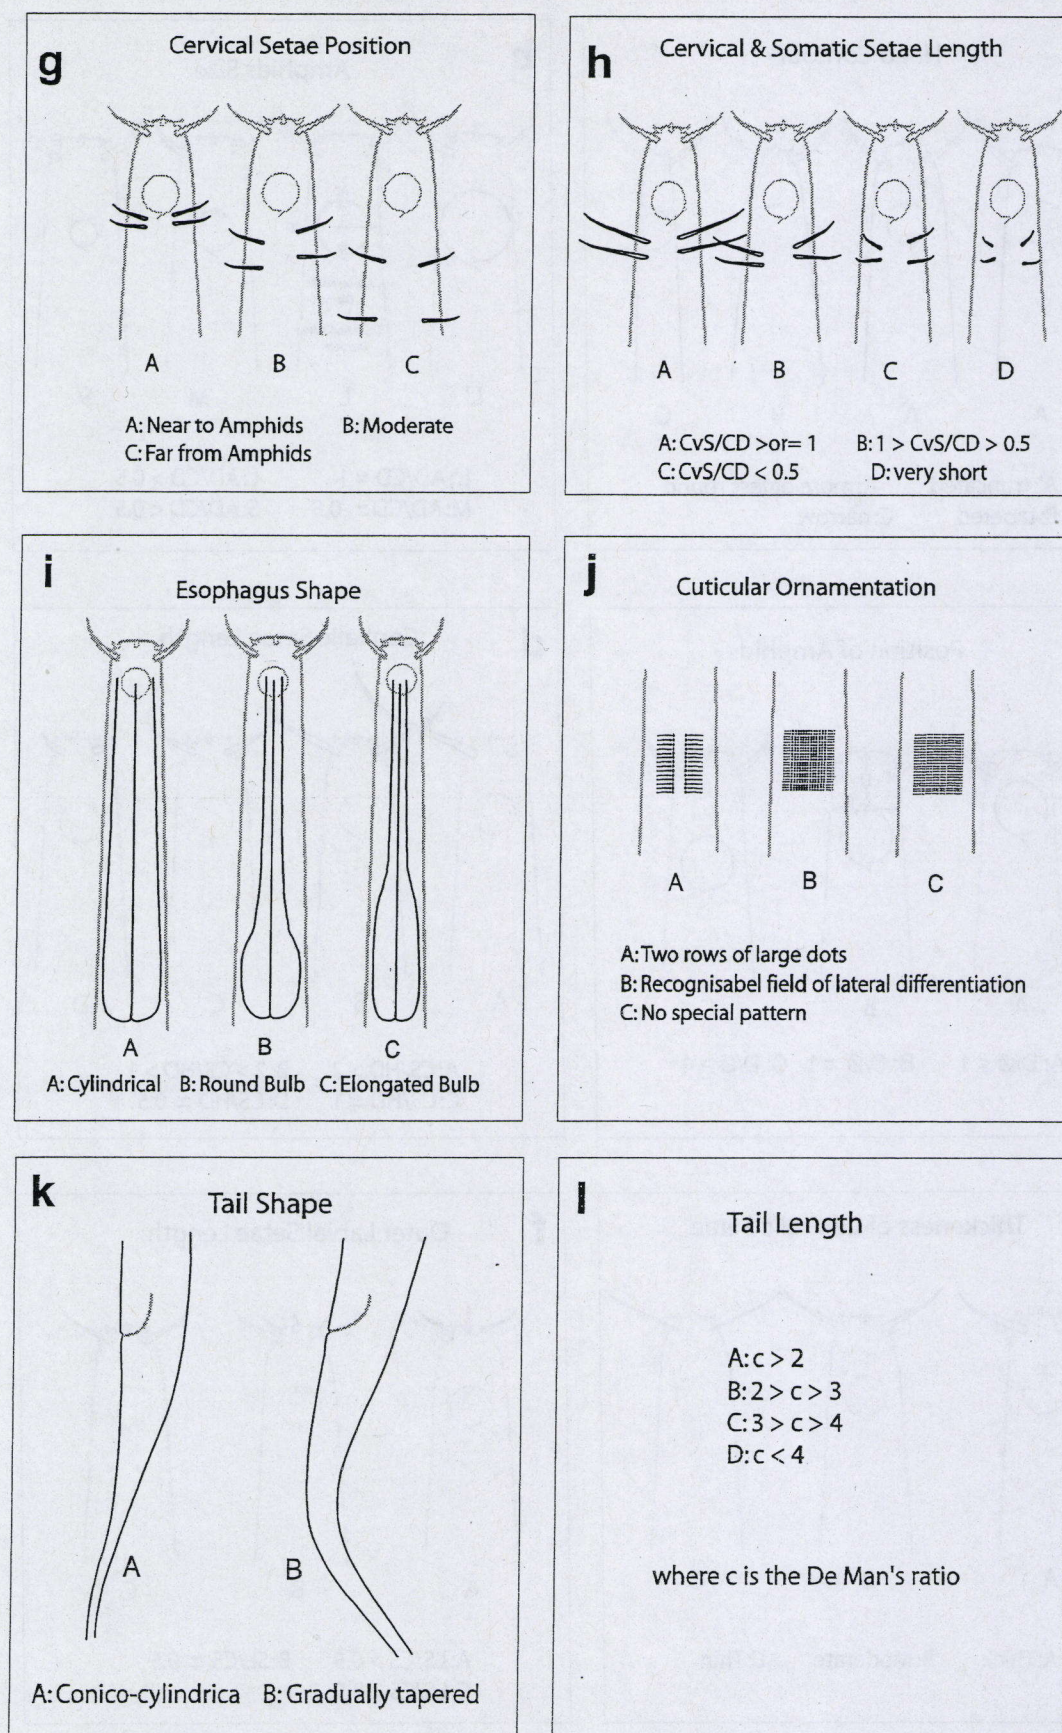 g
Cervical Setae Position
A
B
C
A: Near to Amphids B: Moderate
C: Far from Amphids
h
Cervical & Somatic Setae Length
A
B
C
D
A: CvS/CD >or= 1 B: 1 > CvS/CD > 0.5
C: CvS/CD < 0.5 D: very short
i
Esophagus Shape
A
B
C
A: Cylindrical B: Round Bulb C: Elongated Bulb
j
Cuticular Ornamentation
A
B
C
A: Two rows of large dots
B: Recognisabel field of lateral differentiation
C: No special pattern
k
Tail Shape
A
B
A: Conico-cylindrica B: Gradually tapered
l
Tail Length
A: c > 2
B: 2 > c > 3
C: 3 > c > 4
D: c < 4
where c is the De Man's ratio